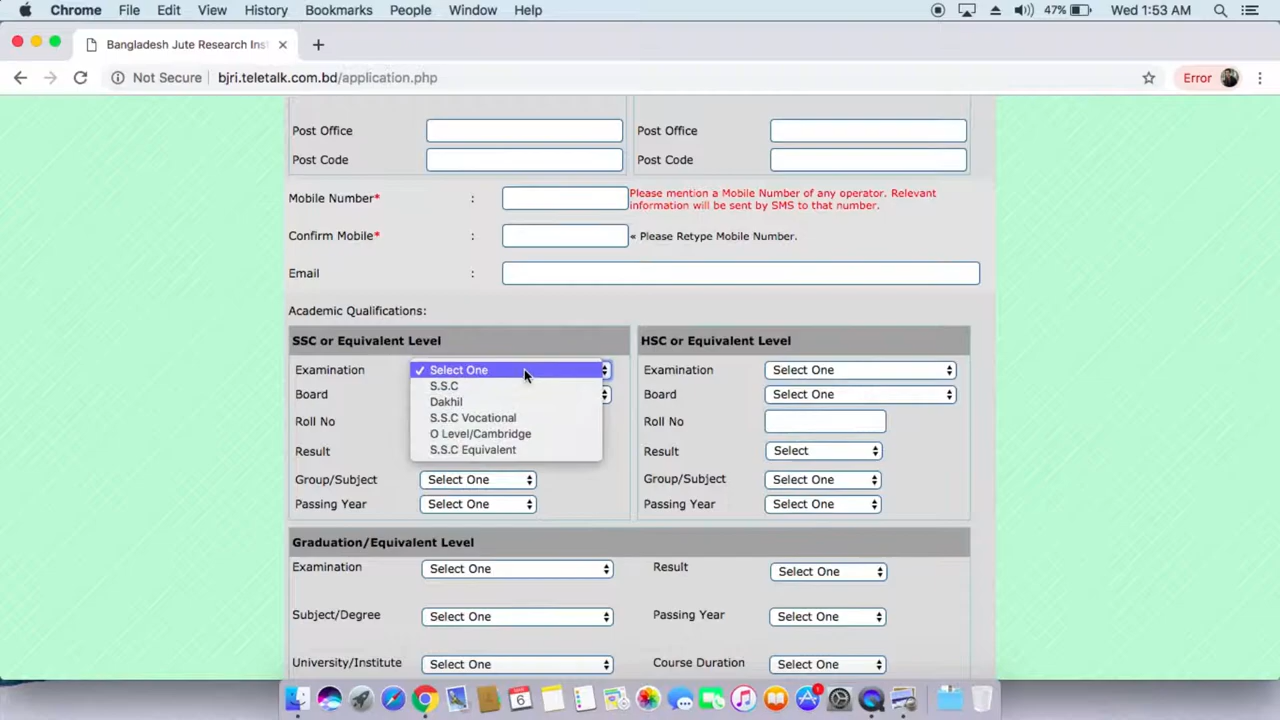 Chrome File Edit View History Bookmarks People Window Help 47% Wed 1:53 AM
Bangladesh Jute Research Inst
Not Secure bjri.teletalk.com.bd/application.php Error
Post Office Post Office
Post Code Post Code
Mobile Number* : Please mention a Mobile Number of any operator. Relevant
information will be sent by SMS to that number.
Confirm Mobile* : « Please Retype Mobile Number.
Email :
Academic Qualifications:
SSC or Equivalent Level HSC or Equivalent Level
Examination ✓ Select One Examination Select One
S.S.C
Board Dakhil Board Select One
S.S.C Vocational
Roll No O Level/Cambridge Roll No
Result S.S.C Equivalent Result Select
Group/Subject Select One Group/Subject Select One
Passing Year Select One Passing Year Select One
Graduation/Equivalent Level
Examination Select One Result Select One
Subject/Degree Select One Passing Year Select One
University/Institute Select One Course Duration Select One
6
1